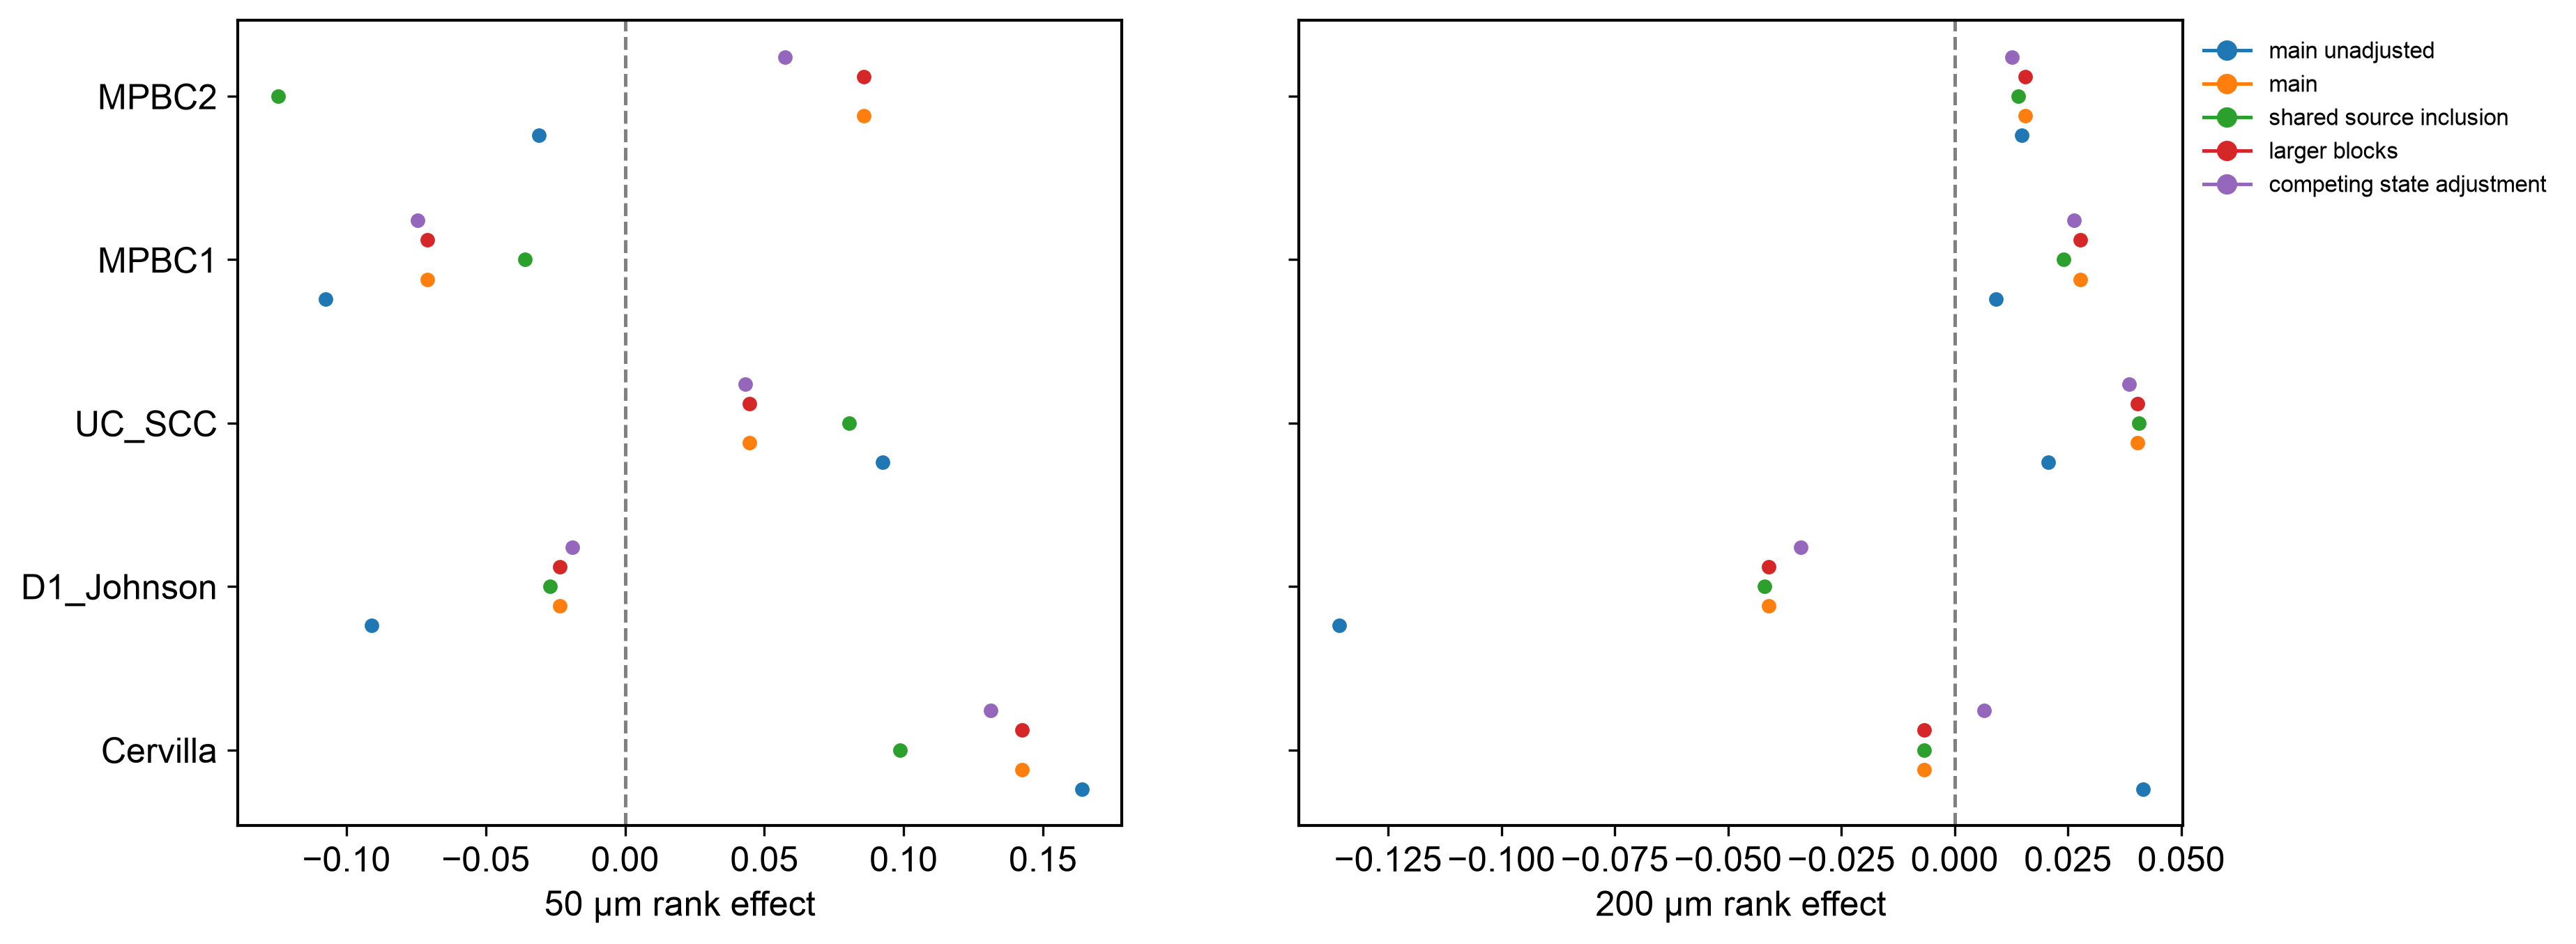 MPBC2
MPBC1
UC_SCC
D1_Johnson
Cervilla
−0.10 −0.05 0.00 0.05 0.10 0.15
50 μm rank effect
−0.125 −0.100 −0.075 −0.050 −0.025 0.000 0.025 0.050
200 μm rank effect
main unadjusted
main
shared source inclusion
larger blocks
competing state adjustment